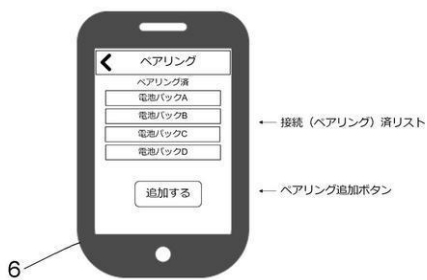 ペアリング
ペアリング済
電池パックA
電池パックB
電池パックC
電池パックD
追加する
← 接続（ペアリング）済リスト
← ペアリング追加ボタン
6